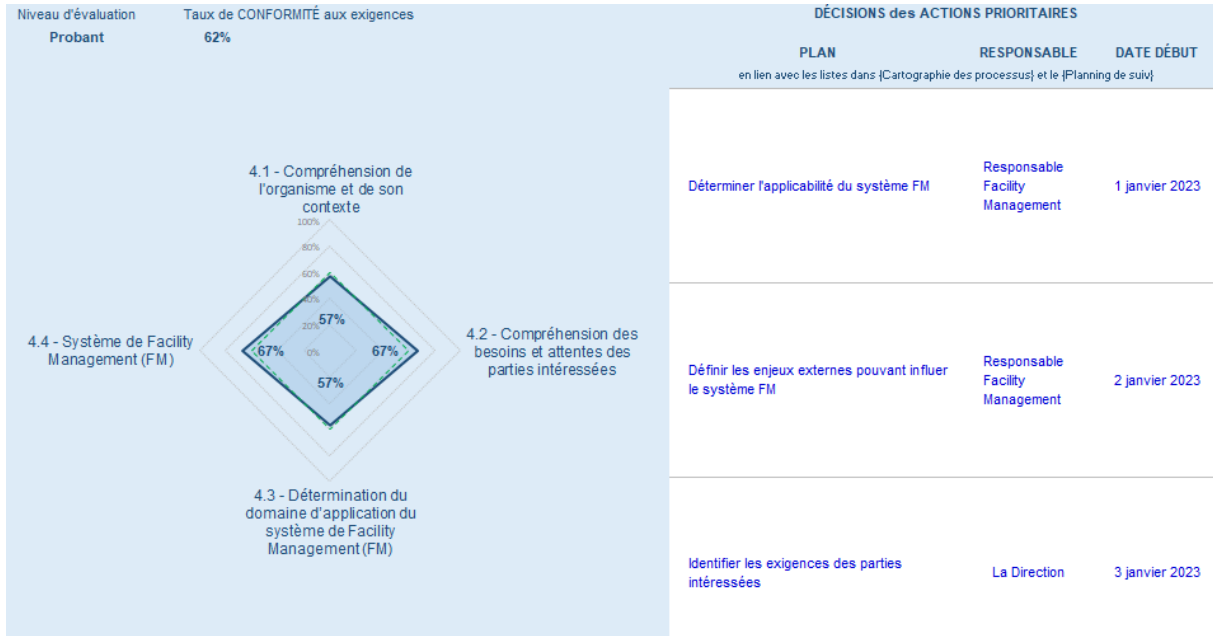 Niveau d'évaluation
Taux de CONFORMITÉ aux exigences
Probant
62%
4.1 - Compréhension de
l'organisme et de son
contexte
100%
80%
60%
40%
20%
0%
57%
67%
57%
67%
4.2 - Compréhension des
besoins et attentes des
parties intéressées
4.3 - Détermination du
domaine d'application du
système de Facility
Management (FM)
4.4 - Système de Facility
Management (FM)
DÉCISIONS des ACTIONS PRIORITAIRES
PLAN
RESPONSABLE
DATE DÉBUT
en lien avec les listes dans {Cartographie des processus} et le {Planning de suiv}
Déterminer l'applicabilité du système FM
Responsable
Facility
Management
1 janvier 2023
Définir les enjeux externes pouvant influer
le système FM
Responsable
Facility
Management
2 janvier 2023
Identifier les exigences des parties
intéressées
La Direction
3 janvier 2023